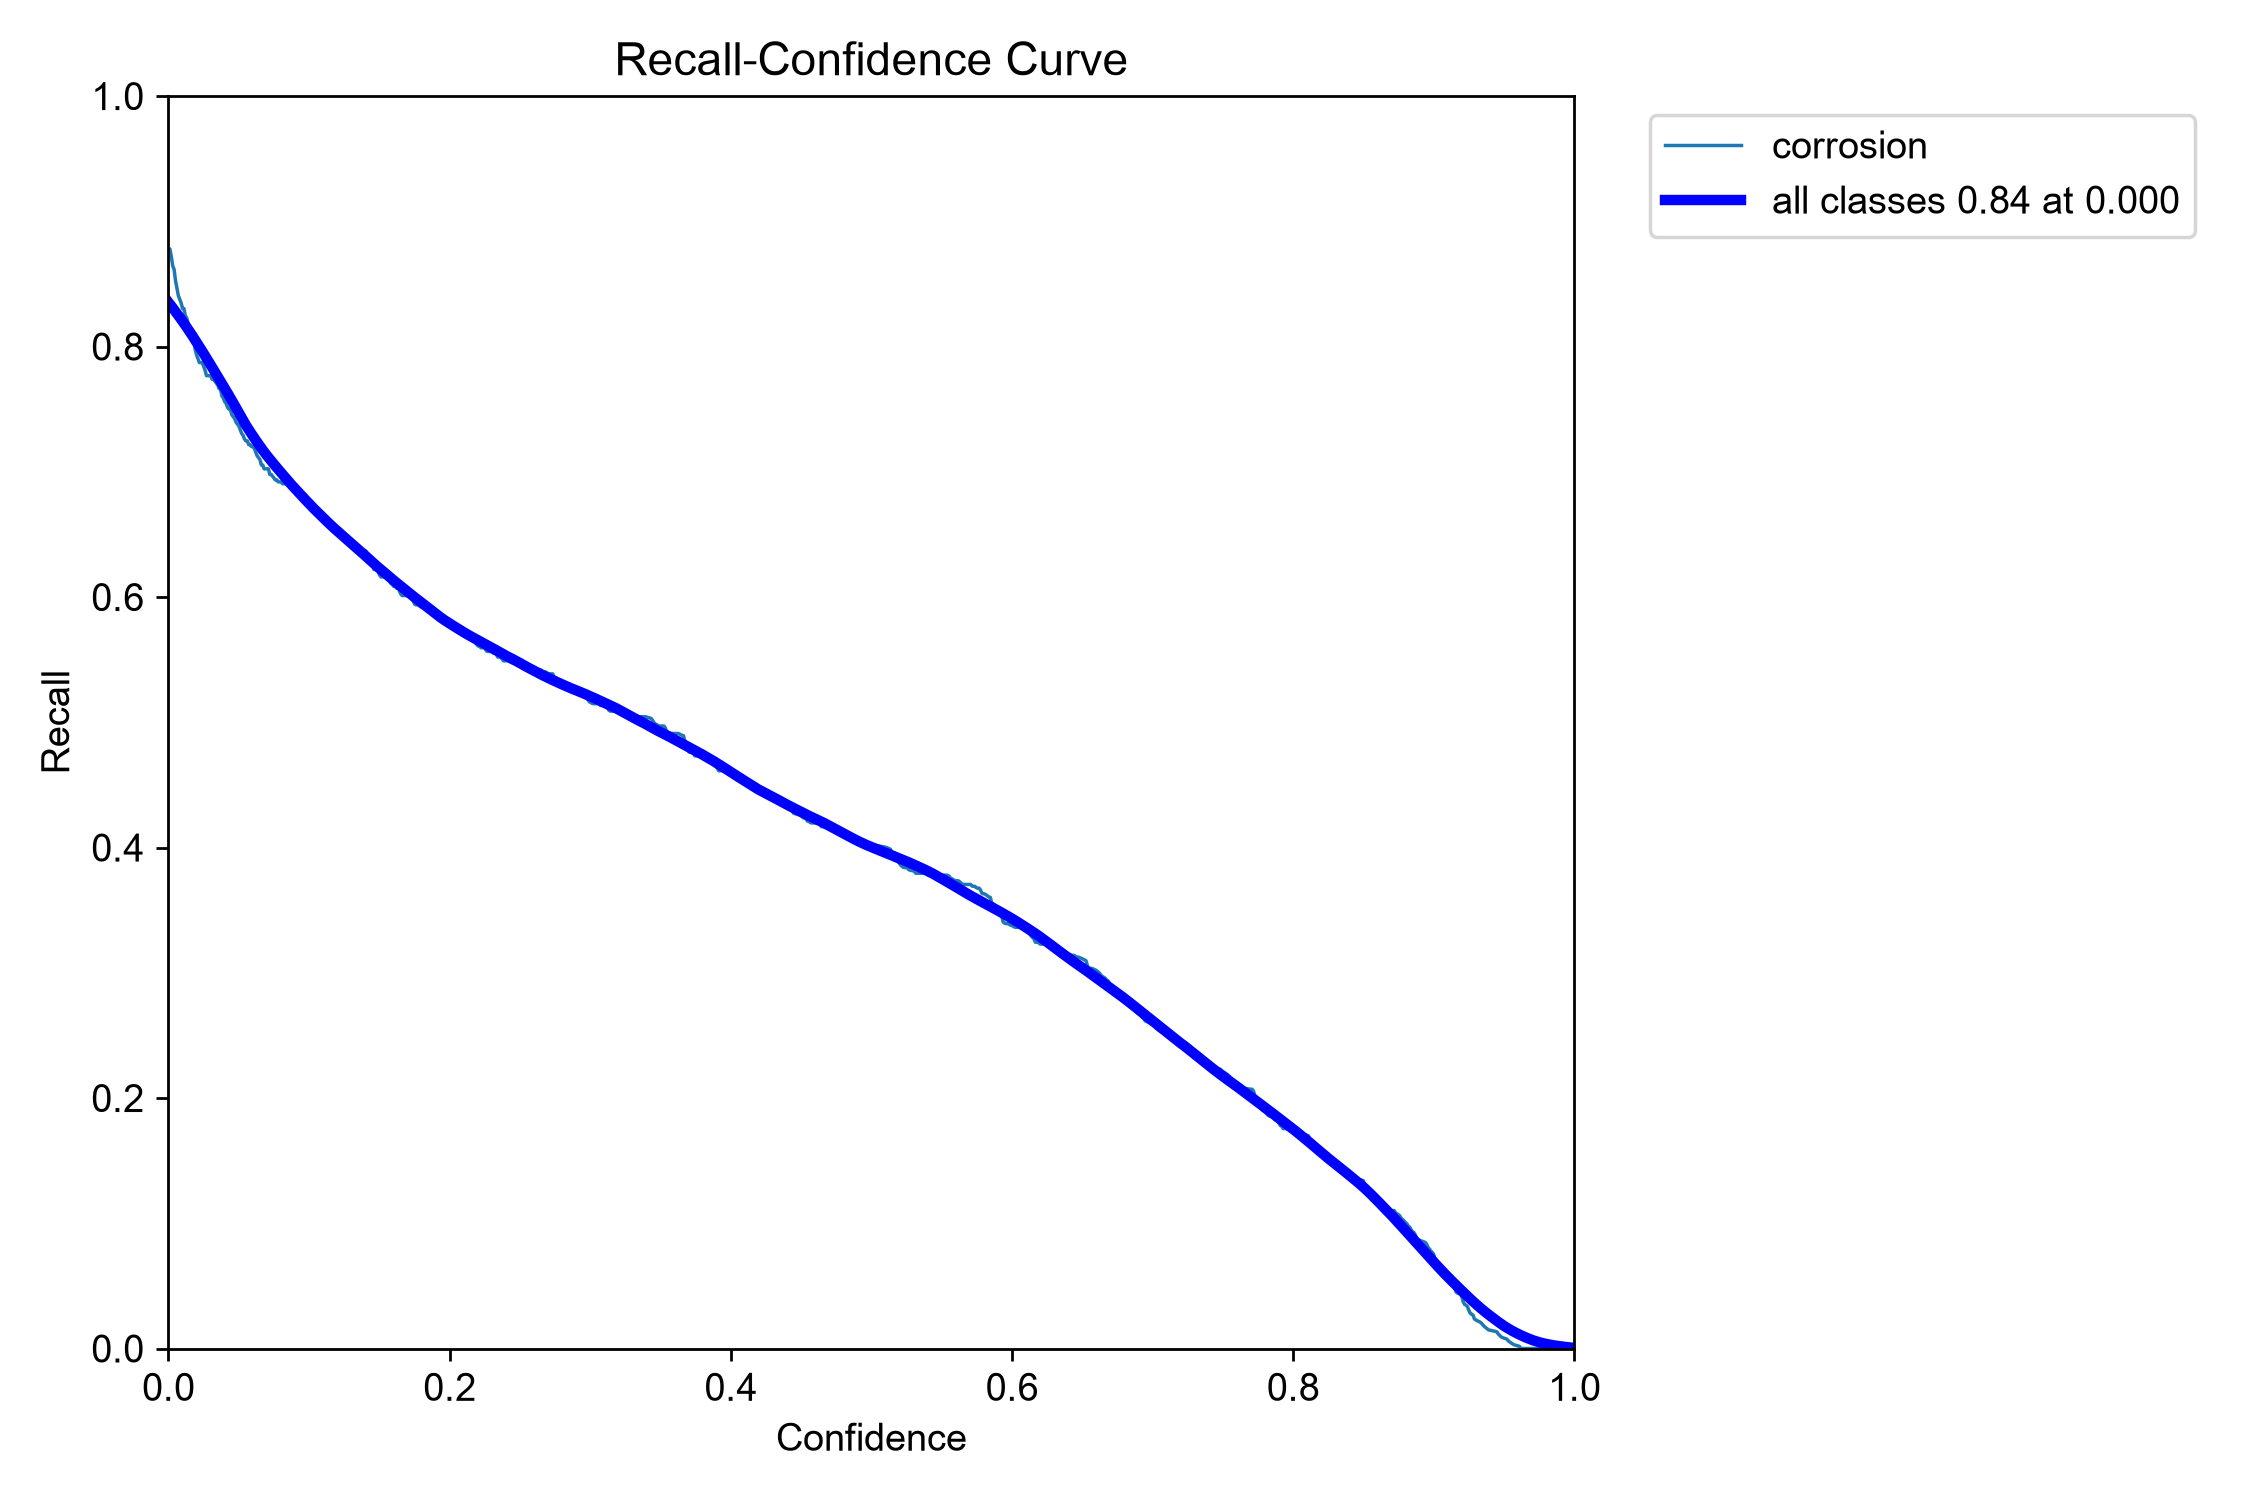 Recall-Confidence Curve
1.0
0.8
0.6
0.4
0.2
0.0
Recall
0.0 0.2 0.4 0.6 0.8 1.0
Confidence
corrosion
all classes 0.84 at 0.000